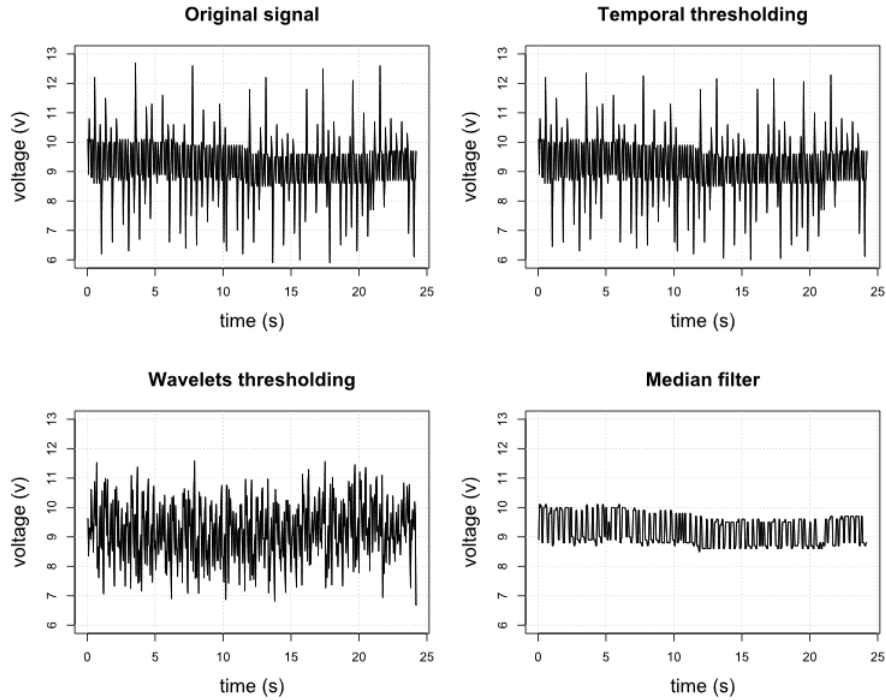 Original signal
voltage (v)
13
12
11
10
9
8
7
6
0 5 10 15 20 25
time (s)
Temporal thresholding
voltage (v)
13
12
11
10
9
8
7
6
0 5 10 15 20 25
time (s)
Wavelets thresholding
voltage (v)
13
12
11
10
9
8
7
6
0 5 10 15 20 25
time (s)
Median filter
voltage (v)
13
12
11
10
9
8
7
6
0 5 10 15 20 25
time (s)